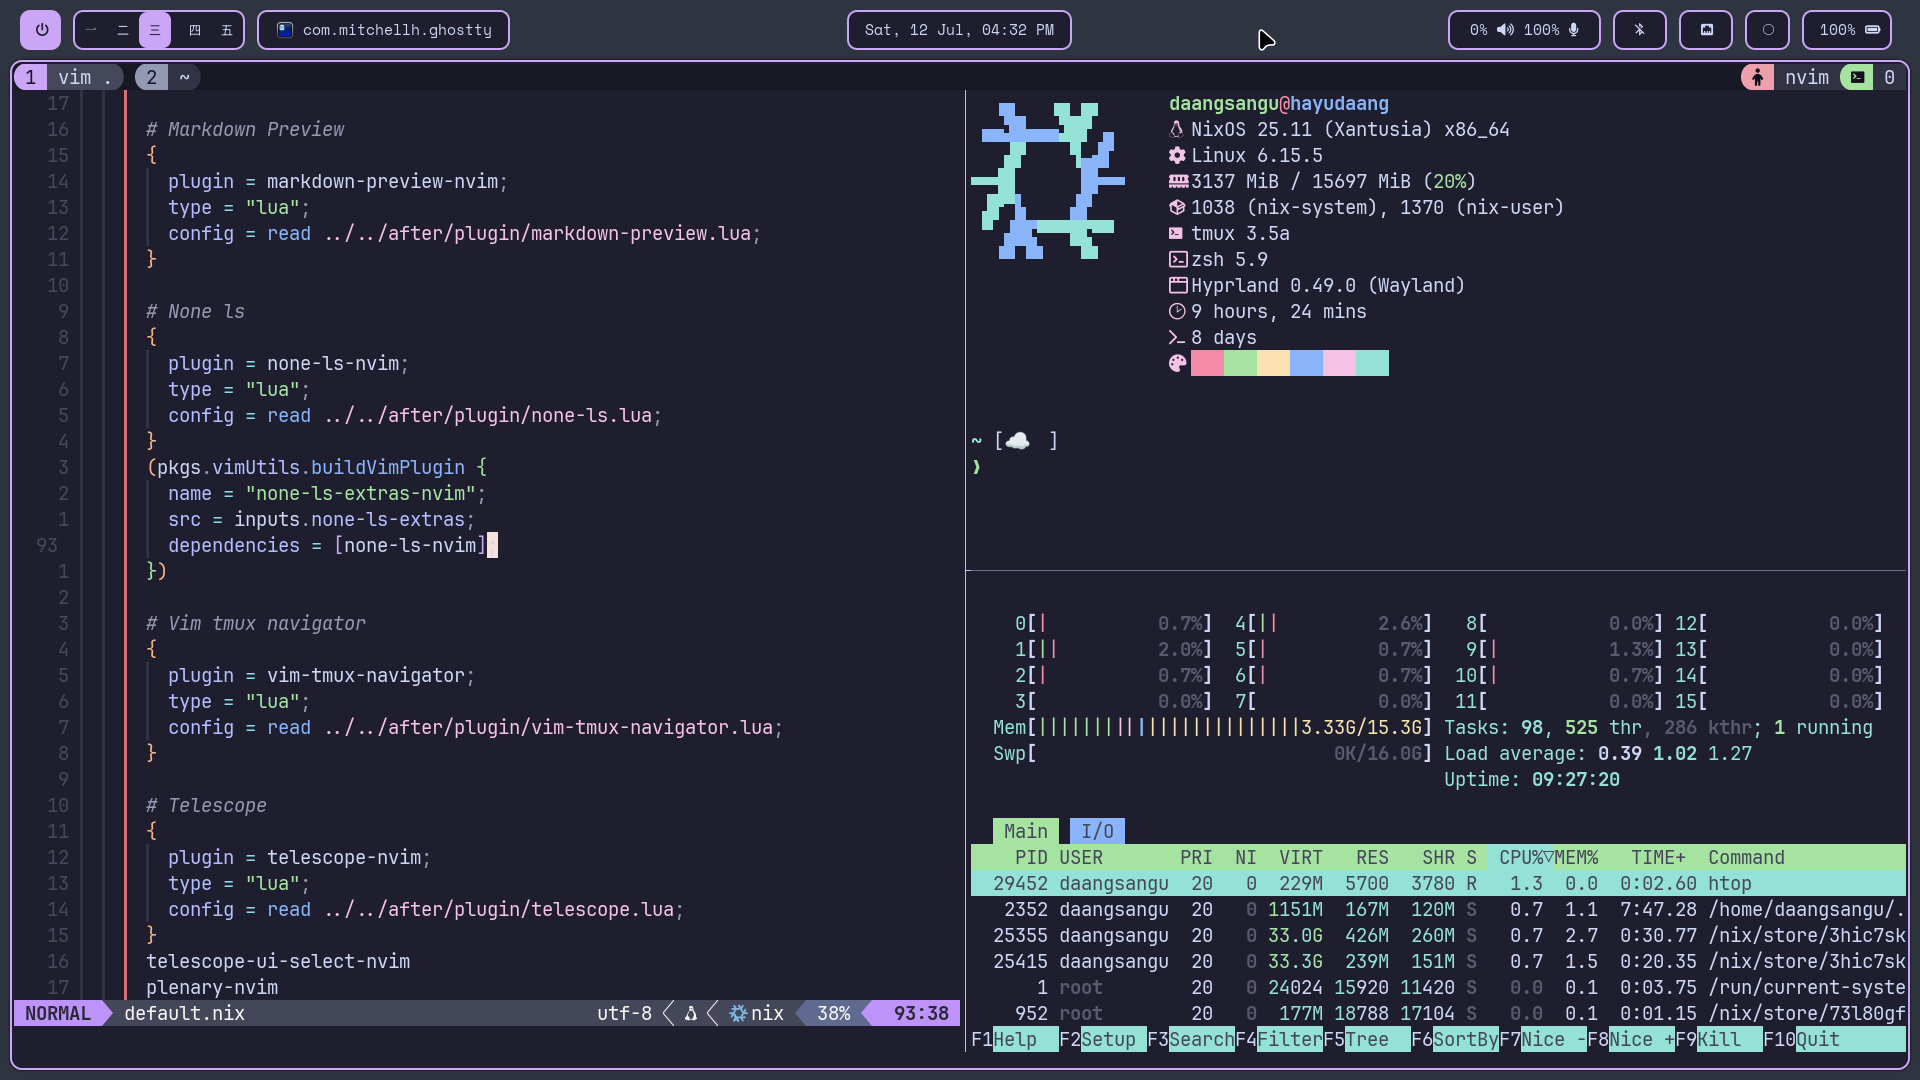 一 二 三 四 五 com.mitchellh.ghostty Sat, 12 Jul, 04:32 PM 0% 100% 100%
1 vim . 2 ~ nvim 0
17
16 # Markdown Preview
15 {
14 plugin = markdown-preview-nvim;
13 type = "lua";
12 config = read ../../after/plugin/markdown-preview.lua;
11 }
10
9 # None ls
8 {
7 plugin = none-ls-nvim;
6 type = "lua";
5 config = read ../../after/plugin/none-ls.lua;
4 }
3 (pkgs.vimUtils.buildVimPlugin {
2 name = "none-ls-extras-nvim";
1 src = inputs.none-ls-extras;
93 dependencies = [none-ls-nvim];
1 })
2
3 # Vim tmux navigator
4 {
5 plugin = vim-tmux-navigator;
6 type = "lua";
7 config = read ../../after/plugin/vim-tmux-navigator.lua;
8 }
9
10 # Telescope
11 {
12 plugin = telescope-nvim;
13 type = "lua";
14 config = read ../../after/plugin/telescope.lua;
15 }
16 telescope-ui-select-nvim
17 plenary-nvim
NORMAL default.nix utf-8 nix 38% 93:38
daangsangu@hayudaang
NixOS 25.11 (Xantusia) x86_64
Linux 6.15.5
3137 MiB / 15697 MiB (20%)
1038 (nix-system), 1370 (nix-user)
tmux 3.5a
zsh 5.9
Hyprland 0.49.0 (Wayland)
9 hours, 24 mins
8 days
~ [☁️ ]
❯
0[| 0.7%] 4[|| 2.6%] 8[ 0.0%] 12[ 0.0%]
1[|| 2.0%] 5[| 0.7%] 9[| 1.3%] 13[ 0.0%]
2[| 0.7%] 6[| 0.7%] 10[| 0.7%] 14[ 0.0%]
3[ 0.0%] 7[ 0.0%] 11[ 0.0%] 15[ 0.0%]
Mem[||||||||||||||||||||||||3.33G/15.3G] Tasks: 98, 525 thr, 286 kthr; 1 running
Swp[ 0K/16.0G] Load average: 0.39 1.02 1.27
Uptime: 09:27:20
Main I/O
PID USER PRI NI VIRT RES SHR S CPU%▽MEM% TIME+ Command
29452 daangsangu 20 0 229M 5700 3780 R 1.3 0.0 0:02.60 htop
2352 daangsangu 20 0 1151M 167M 120M S 0.7 1.1 7:47.28 /home/daangsangu/.
25355 daangsangu 20 0 33.0G 426M 260M S 0.7 2.7 0:30.77 /nix/store/3hic7sk
25415 daangsangu 20 0 33.3G 239M 151M S 0.7 1.5 0:20.35 /nix/store/3hic7sk
1 root 20 0 24024 15920 11420 S 0.0 0.1 0:03.75 /run/current-syste
952 root 20 0 177M 18788 17104 S 0.0 0.1 0:01.15 /nix/store/73l80gf
F1Help F2Setup F3SearchF4FilterF5Tree F6SortByF7Nice -F8Nice +F9Kill F10Quit